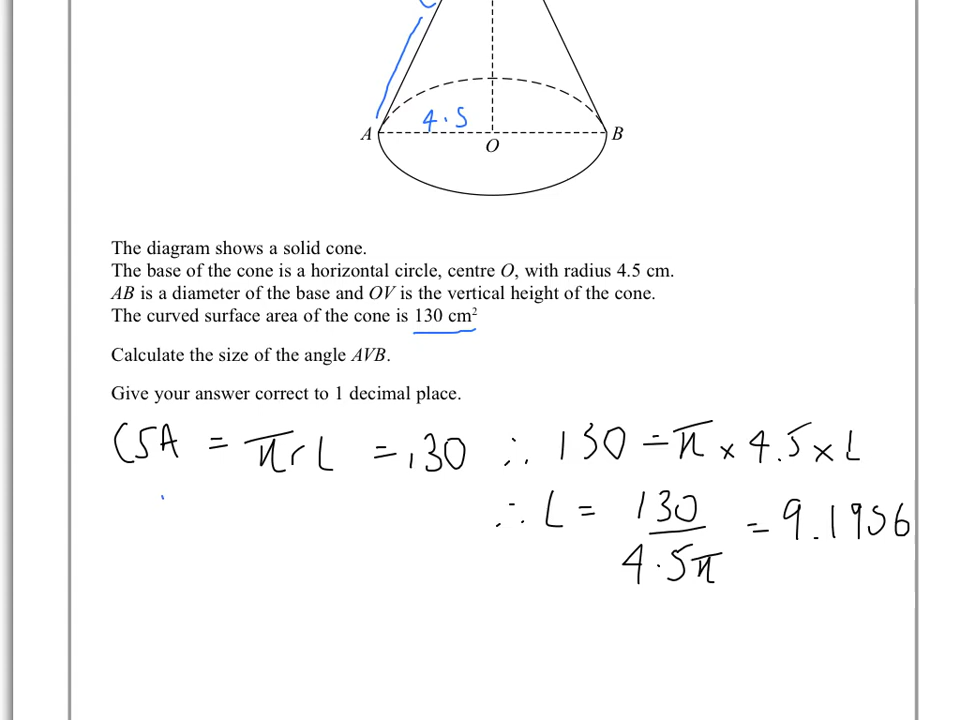 4.5
A
B
O
The diagram shows a solid cone.
The base of the cone is a horizontal circle, centre O, with radius 4.5 cm.
AB is a diameter of the base and OV is the vertical height of the cone.
The curved surface area of the cone is 130 cm²
Calculate the size of the angle AVB.
Give your answer correct to 1 decimal place.
CSA = πrL = 130 ∴ 130 = π × 4.5 × L
∴ L = 130/4.5π = 9.1956